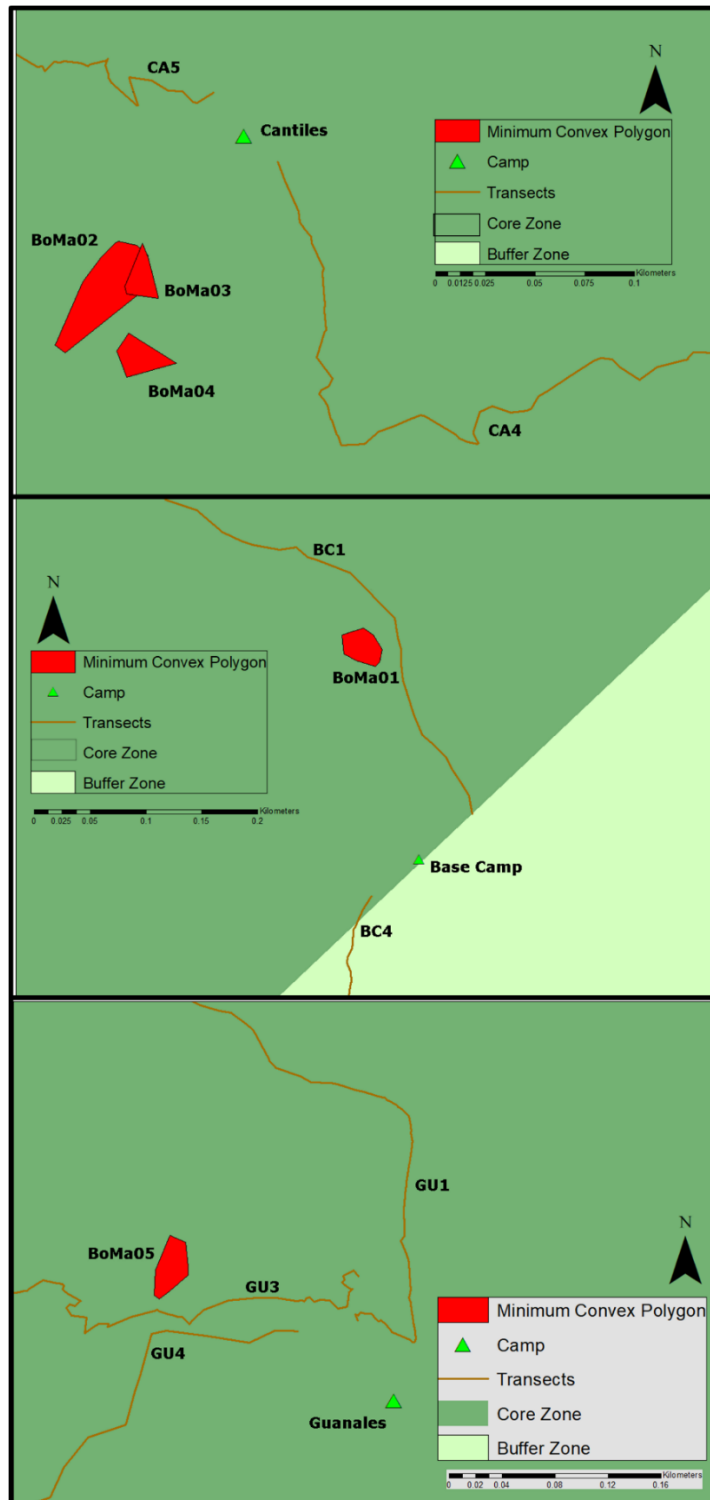 CA5
N
Cantiles
Minimum Convex Polygon
Camp
Transects
Core Zone
Buffer Zone
Kilometers
0 0.0125 0.025 0.05 0.075 0.1
BoMa02
BoMa03
BoMa04
CA4
BC1
N
Minimum Convex Polygon
Camp
Transects
Core Zone
Buffer Zone
Kilometers
0 0.025 0.05 0.1 0.15 0.2
BoMa01
Base Camp
BC4
GU1
N
BoMa05
GU3
GU4
Guanales
Minimum Convex Polygon
Camp
Transects
Core Zone
Buffer Zone
Kilometers
0 0.02 0.04 0.08 0.12 0.16